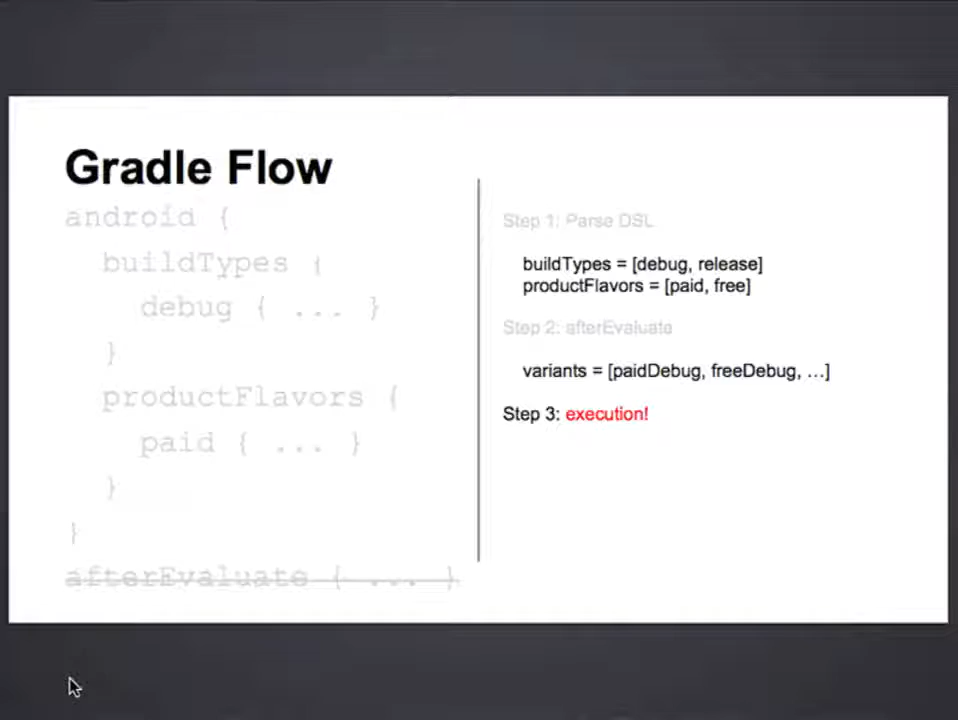 Gradle Flow
android {
buildTypes {
debug { ... }
}
productFlavors {
paid { ... }
}
}
afterEvaluate { ... }
Step 1: Parse DSL
buildTypes = [debug, release]
productFlavors = [paid, free]
Step 2: afterEvaluate
variants = [paidDebug, freeDebug, …]
Step 3: execution!